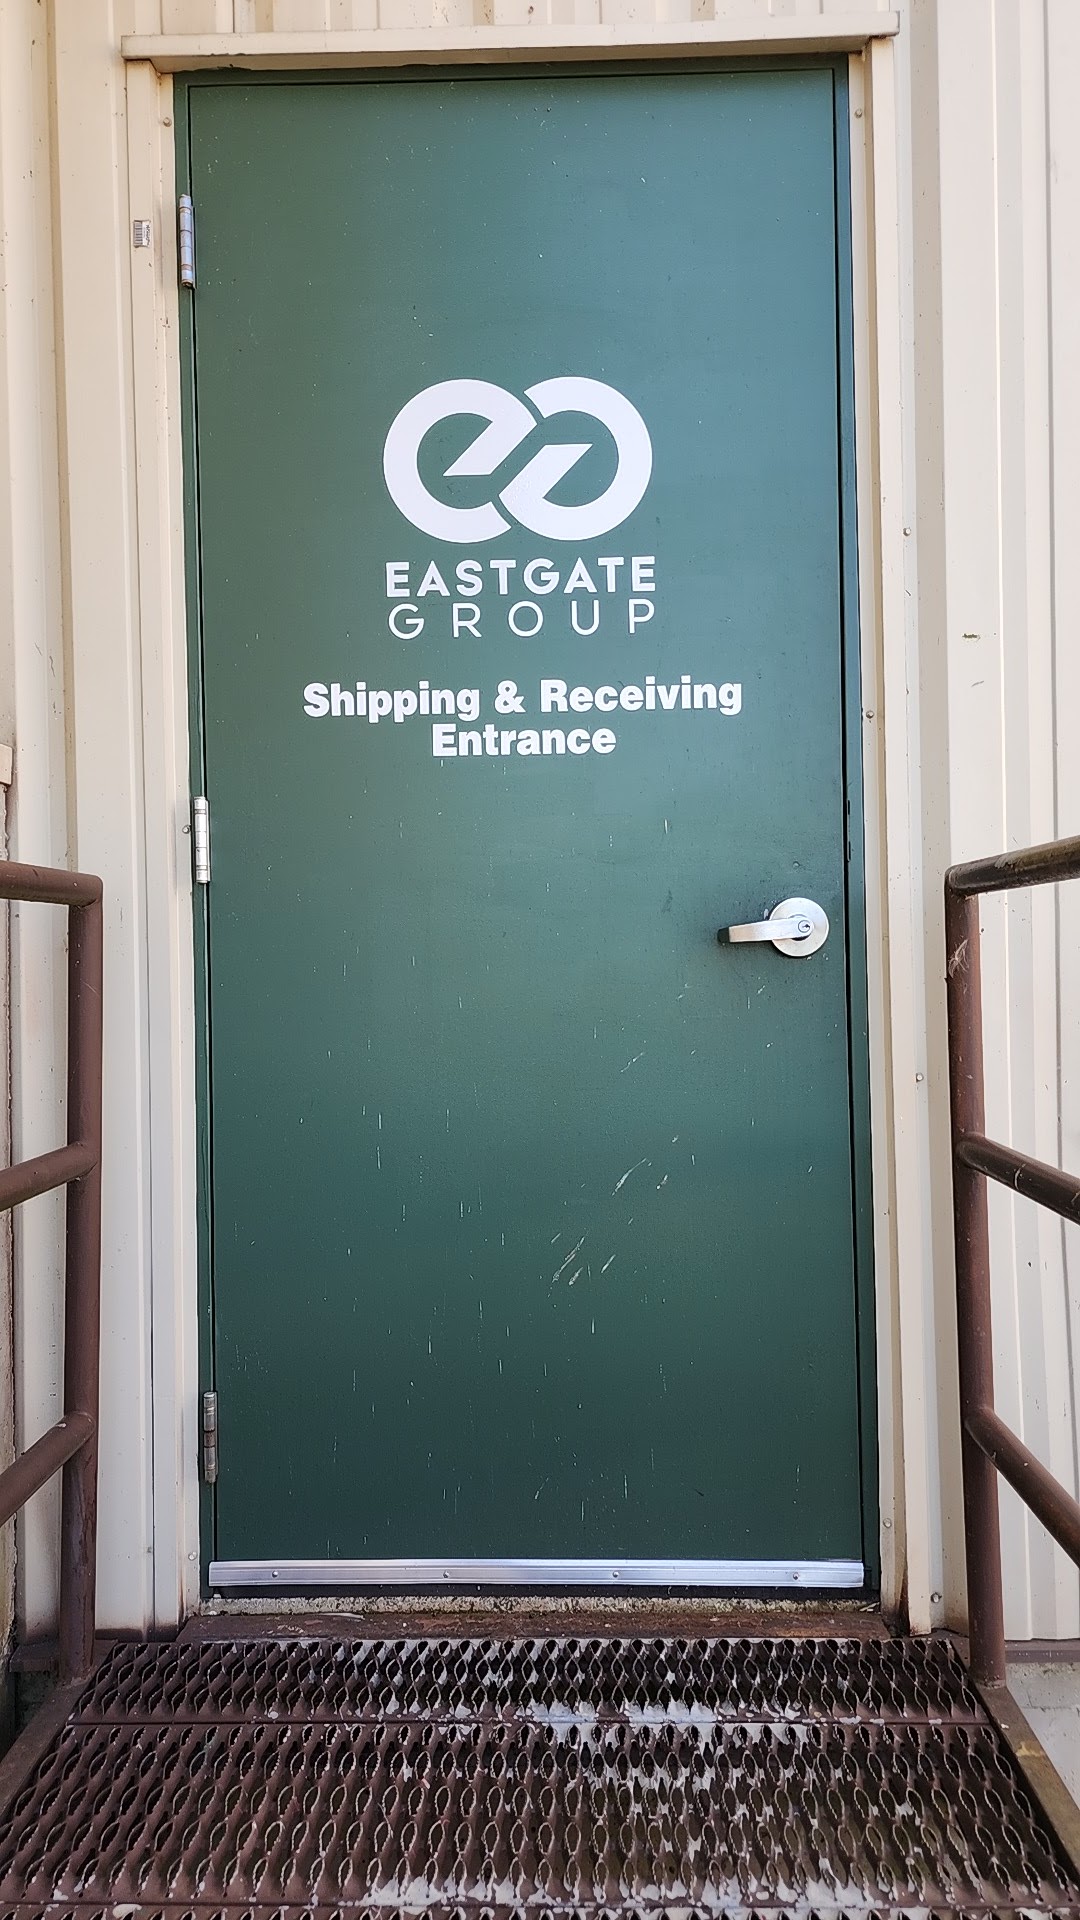 EASTGATE
GROUP
Shipping & Receiving
Entrance